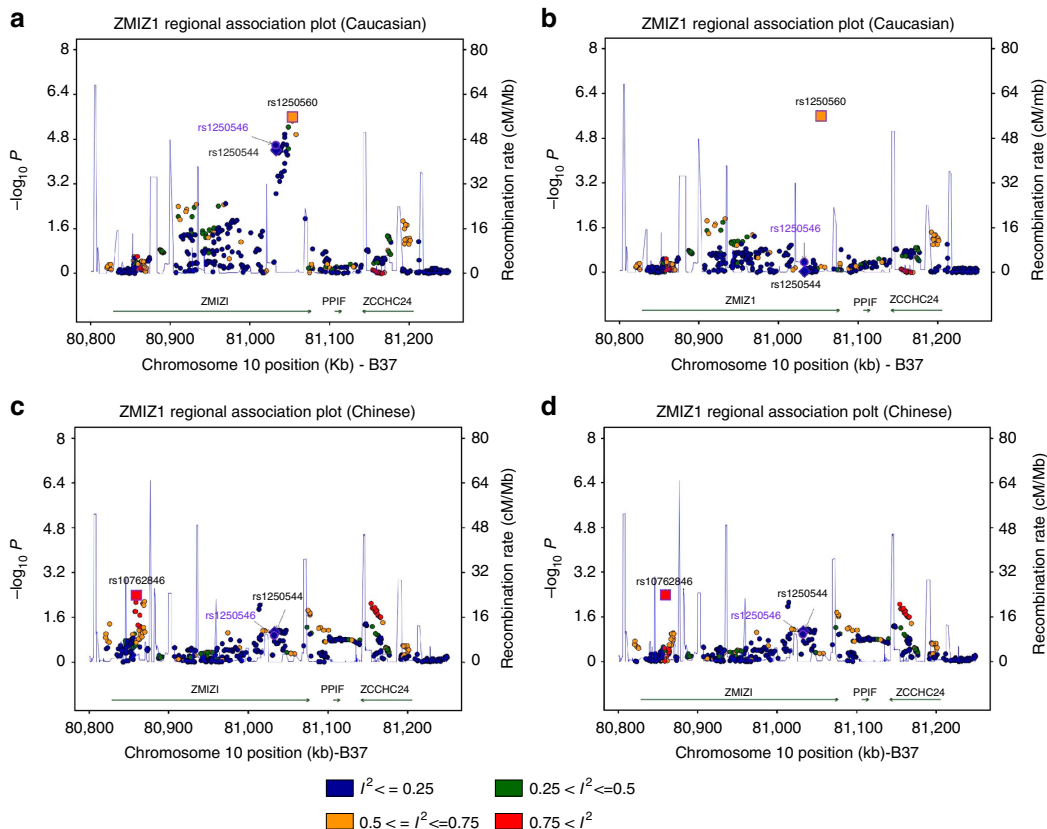 a
ZMIZ1 regional association plot (Caucasian)
8
6.4
4.8
3.2
1.6
0
–log10 P
80
64
48
32
16
0
Recombination rate (cM/Mb)
rs1250560
rs1250546
rs1250544
ZMIZI
PPIF
ZCCHC24
80,800 80,900 81,000 81,100 81,200
Chromosome 10 position (Kb) - B37
b
ZMIZ1 regional association plot (Caucasian)
8
6.4
4.8
3.2
1.6
0
–log10 P
80
64
48
32
16
0
Recombination rate (cM/mb)
rs1250560
rs1250546
rs1250544
ZMIZ1
PPIF
ZCCHC24
80,800 80,900 81,000 81,100 81,200
Chromosome 10 position (kb) - B37
c
ZMIZ1 regional association plot (Chinese)
8
6.4
4.8
3.2
1.6
0
–log10 P
80
64
48
32
16
0
Recombination rate (cM/Mb)
rs10762846
rs1250544
rs1250546
ZMIZI
PPIF
ZCCHC24
80,800 80,900 81,000 81,100 81,200
Chromosome 10 position (kb)-B37
d
ZMIZ1 regional association polt (Chinese)
8
6.4
4.8
3.2
1.6
0
–log10 P
80
64
48
32
16
0
Recombination rate (cM/Mb)
rs10762846
rs1250544
rs1250546
ZMIZI
PPIF
ZCCHC24
80,800 80,900 81,000 81,100 81,200
Chromosome 10 position (kb)-B37
I2 < = 0.25
0.25 < I2 <=0.5
0.5 < = I2 <=0.75
0.75 < I2